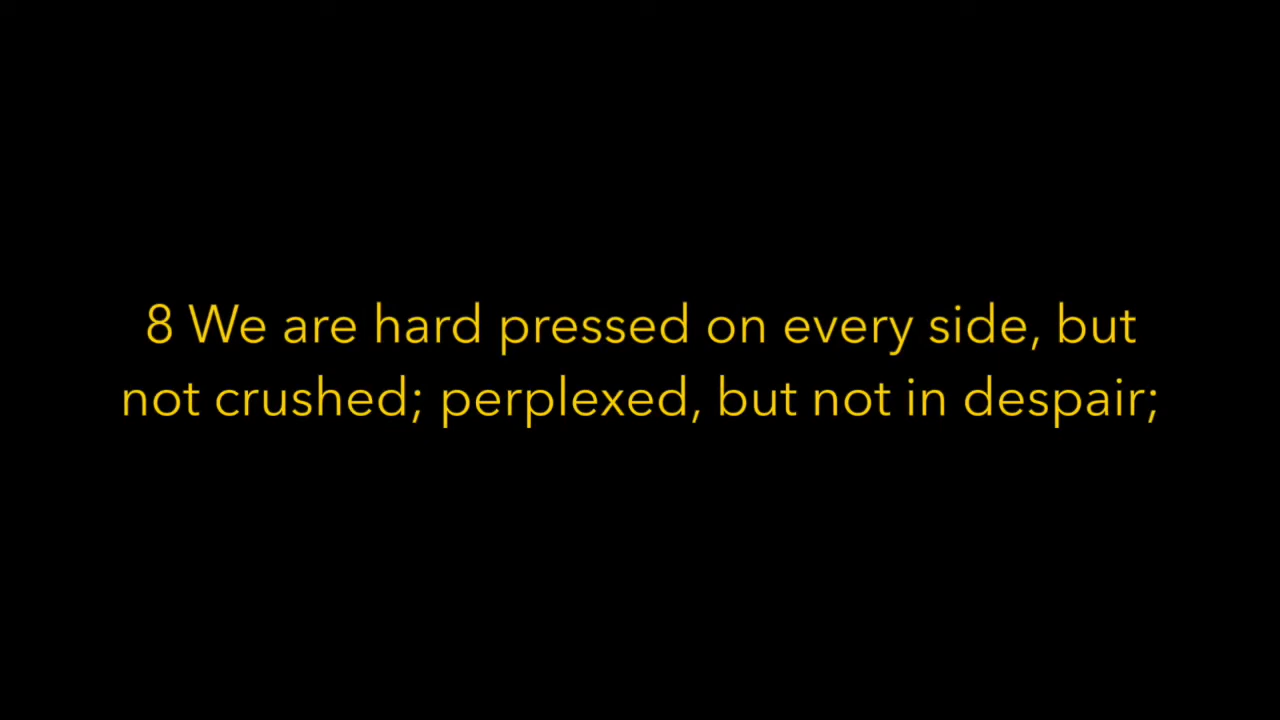 8 We are hard pressed on every side, but
not crushed; perplexed, but not in despair;